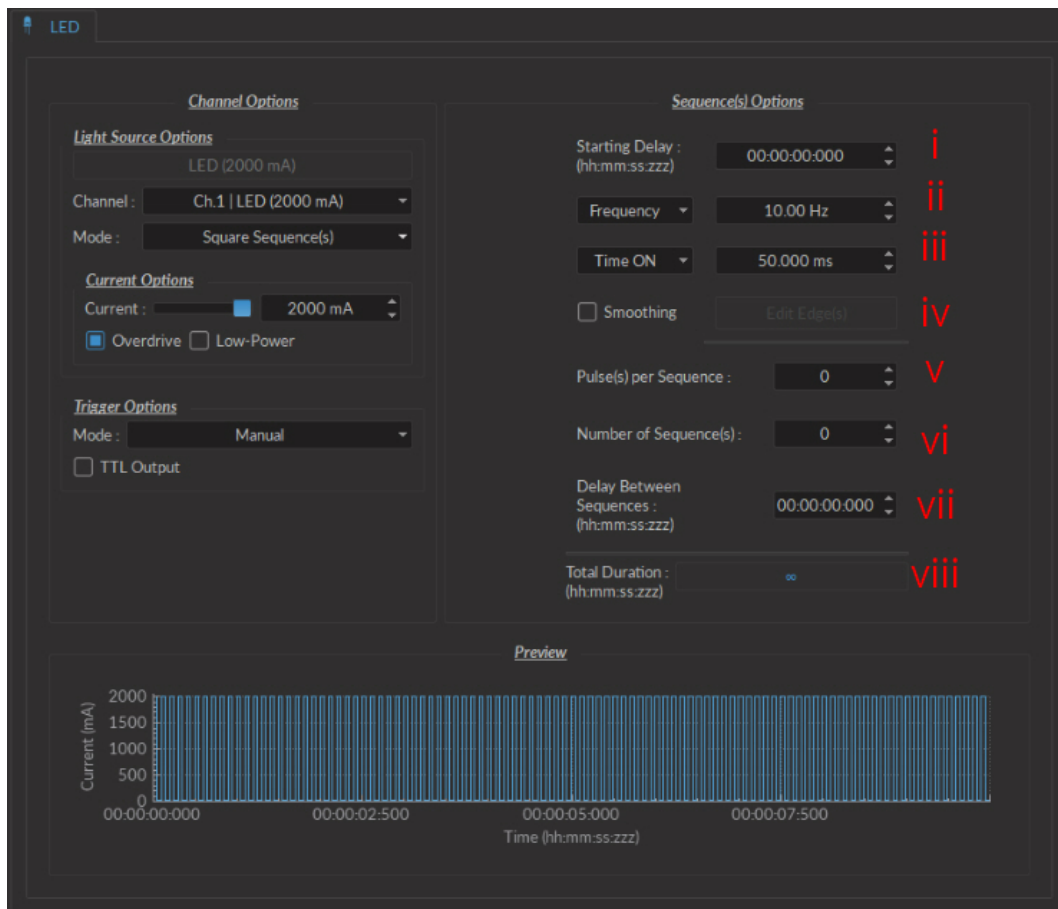 LED
Channel Options
Light Source Options
LED (2000 mA)
Channel : Ch.1 | LED (2000 mA)
Mode : Square Sequence(s)
Current Options
Current : 2000 mA
Overdrive Low-Power
Trigger Options
Mode : Manual
TTL Output
Sequence(s) Options
Starting Delay :
(hh:mm:ss:zzz) 00:00:00:000 i
Frequency 10.00 Hz ii
Time ON 50.000 ms iii
Smoothing Edit Edge(s) iv
Pulse(s) per Sequence : 0 v
Number of Sequence(s) : 0 vi
Delay Between
Sequences : 00:00:00:000 vii
(hh:mm:ss:zzz)
Total Duration : ∞ viii
(hh:mm:ss:zzz)
Preview
Current (mA)
2000
1500
1000
500
0
00:00:00:000 00:00:02:500 00:00:05:000 00:00:07:500
Time (hh:mm:ss:zzz)